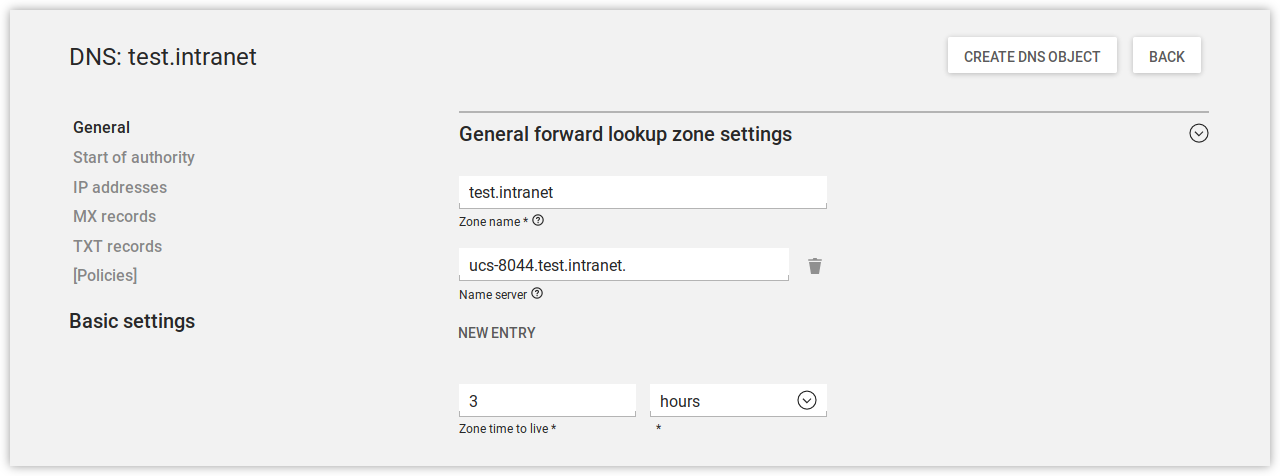 DNS: test.intranet
CREATE DNS OBJECT
BACK
General
Start of authority
IP addresses
MX records
TXT records
[Policies]
Basic settings
General forward lookup zone settings
test.intranet
Zone name *
ucs-8044.test.intranet.
Name server
NEW ENTRY
3
hours
Zone time to live *
*